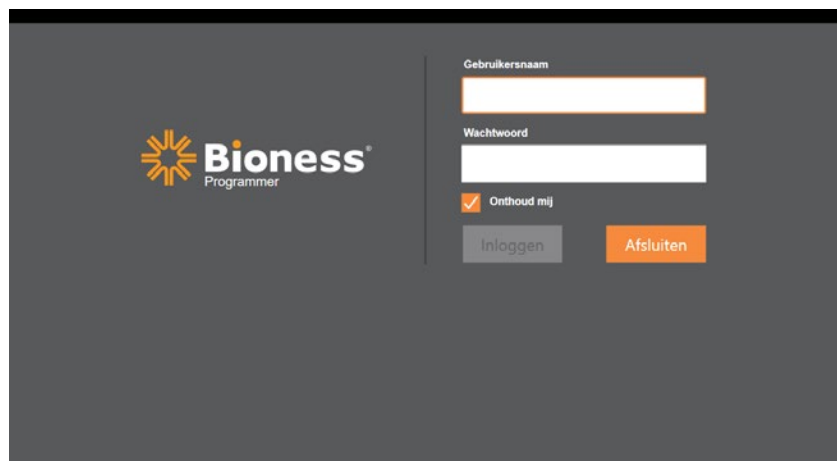 Bioness®
Programmer
Gebruikersnaam
Wachtwoord
Onthoud mij
Inloggen
Afsluiten